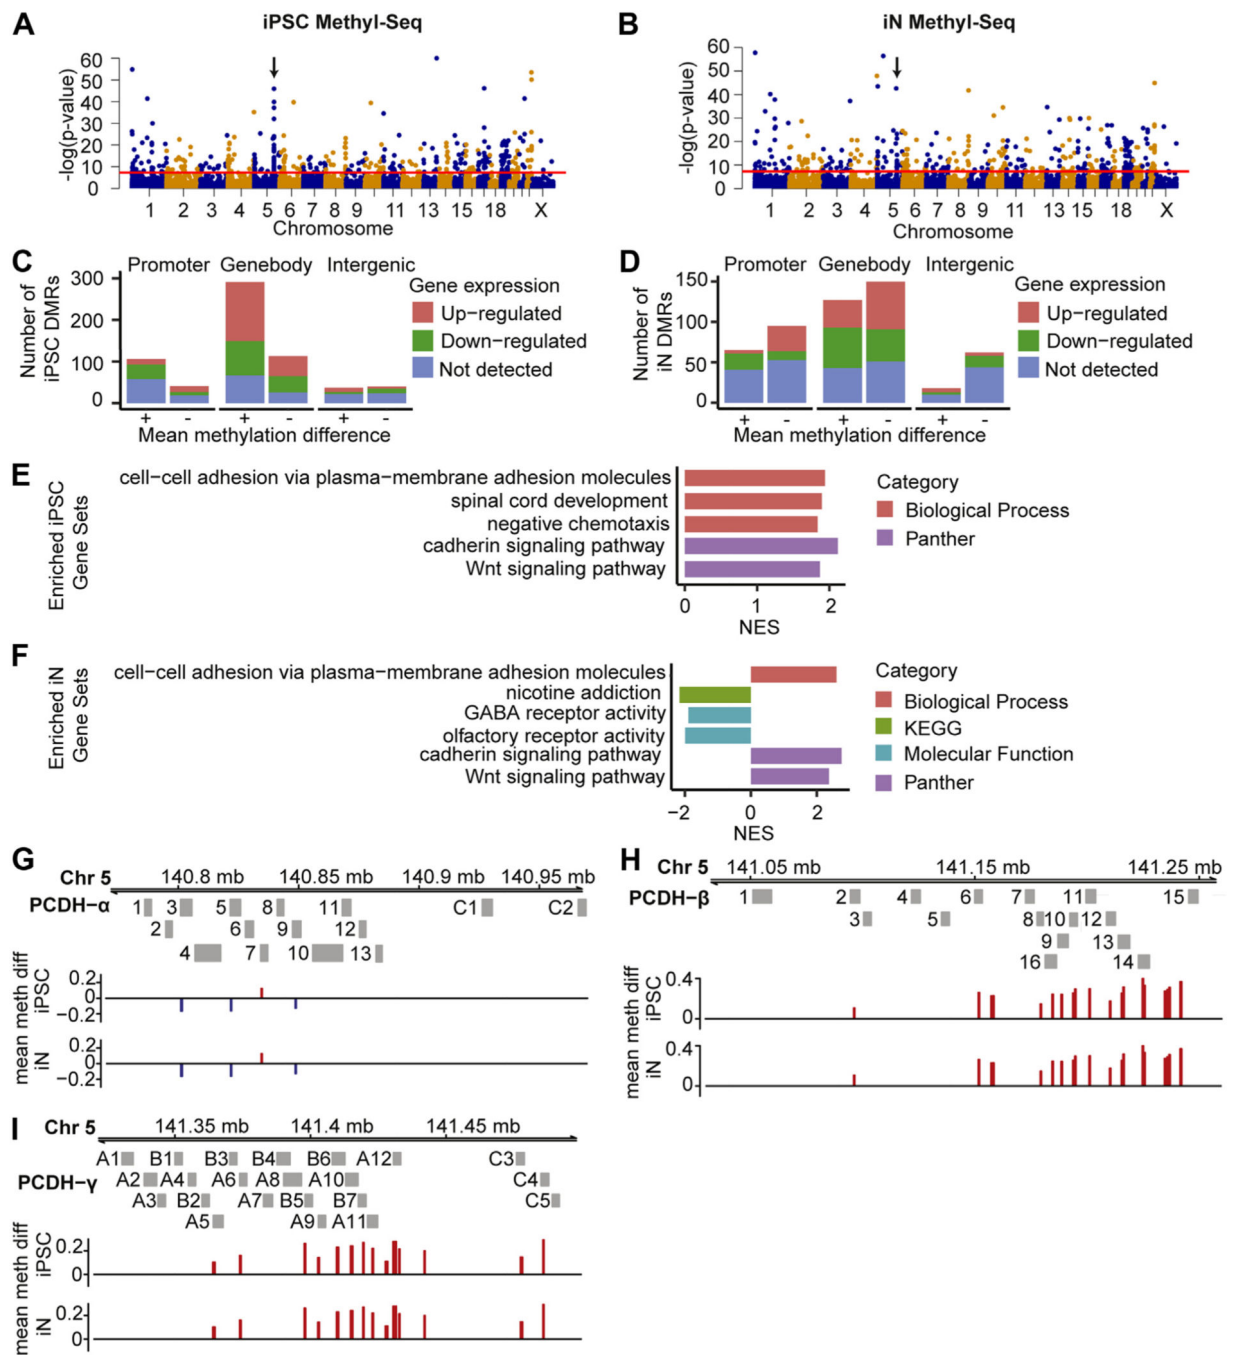 A iPSC Methyl-Seq
-log(p-value)
60
50
40
30
20
10
0
1 2 3 4 5 6 7 8 9 11 13 15 18 X
Chromosome
B iN Methyl-Seq
-log(p-value)
60
50
40
30
20
10
0
1 2 3 4 5 6 7 8 9 11 13 15 18 X
Chromosome
C
Promoter Genebody Intergenic
Number of
iPSC DMRs
300
200
100
0
+ - + - + -
Mean methylation difference
Gene expression
Up−regulated
Down−regulated
Not detected
D
Promoter Genebody Intergenic
Number of
iN DMRs
150
100
50
0
+ - + - + -
Mean methylation difference
Gene expression
Up−regulated
Down−regulated
Not detected
E
Enriched iPSC
Gene Sets
cell−cell adhesion via plasma−membrane adhesion molecules
spinal cord development
negative chemotaxis
cadherin signaling pathway
Wnt signaling pathway
0 1 2
NES
Category
Biological Process
Panther
F
Enriched iN
Gene Sets
cell−cell adhesion via plasma−membrane adhesion molecules
nicotine addiction
GABA receptor activity
olfactory receptor activity
cadherin signaling pathway
Wnt signaling pathway
−2 0 2
NES
Category
Biological Process
KEGG
Molecular Function
Panther
G
Chr 5 140.8 mb 140.85 mb 140.9 mb 140.95 mb
PCDH−α
1 3 5 8 11 C1 C2
2 6 9 12
4 7 10 13
mean meth diff
iPSC
0.2
0
−0.2
iN
0.2
0
−0.2
H
Chr 5 141.05 mb 141.15 mb 141.25 mb
PCDH−β
1 2 4 6 7 11 15
3 5 8 10 12
9 13
16 14
mean meth diff
iPSC
0.4
0
iN
0.4
0
I
Chr 5 141.35 mb 141.4 mb 141.45 mb
PCDH−γ
A1 B1 B3 B4 B6 A12 C3
A2 A4 A6 A8 A10 C4
A3 B2 A7 B5 B7 C5
A5 A9 A11
mean meth diff
iPSC
0.2
0
iN
0.2
0